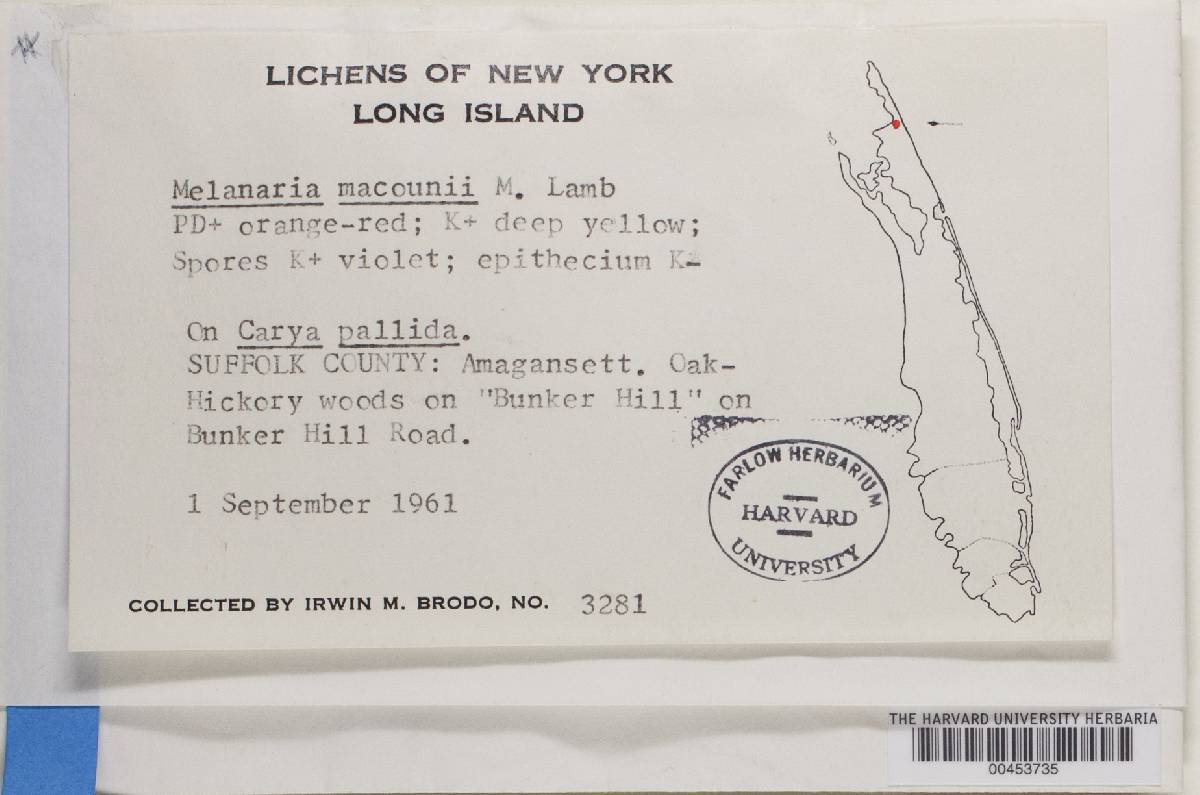 LICHENS OF NEW YORK
LONG ISLAND
Melanaria macounii M. Lamb
PD+ orange-red; K+ deep yellow;
Spores K+ violet; epithecium K-
On Carya pallida.
SUFFOLK COUNTY: Amagansett. Oak-
Hickory woods on "Bunker Hill" on
Bunker Hill Road.
1 September 1961
FARLOW HERBARIUM
HARVARD
UNIVERSITY
COLLECTED BY IRWIN M. BRODO, NO. 3281
THE HARVARD UNIVERSITY HERBARIA
00453735